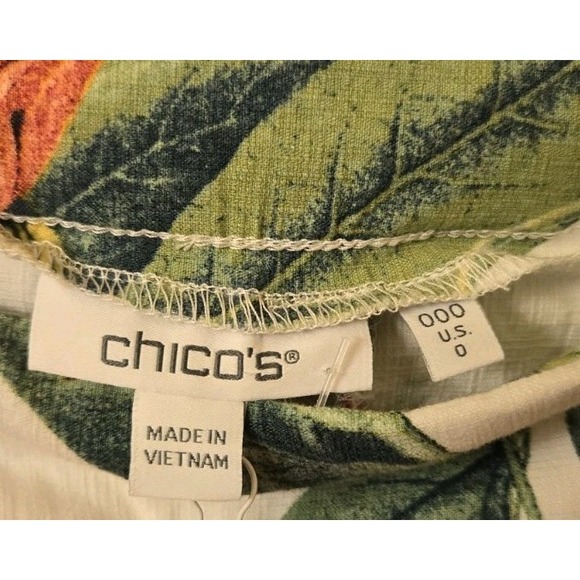 chico's®
MADE IN
VIETNAM
000
U.S.
0